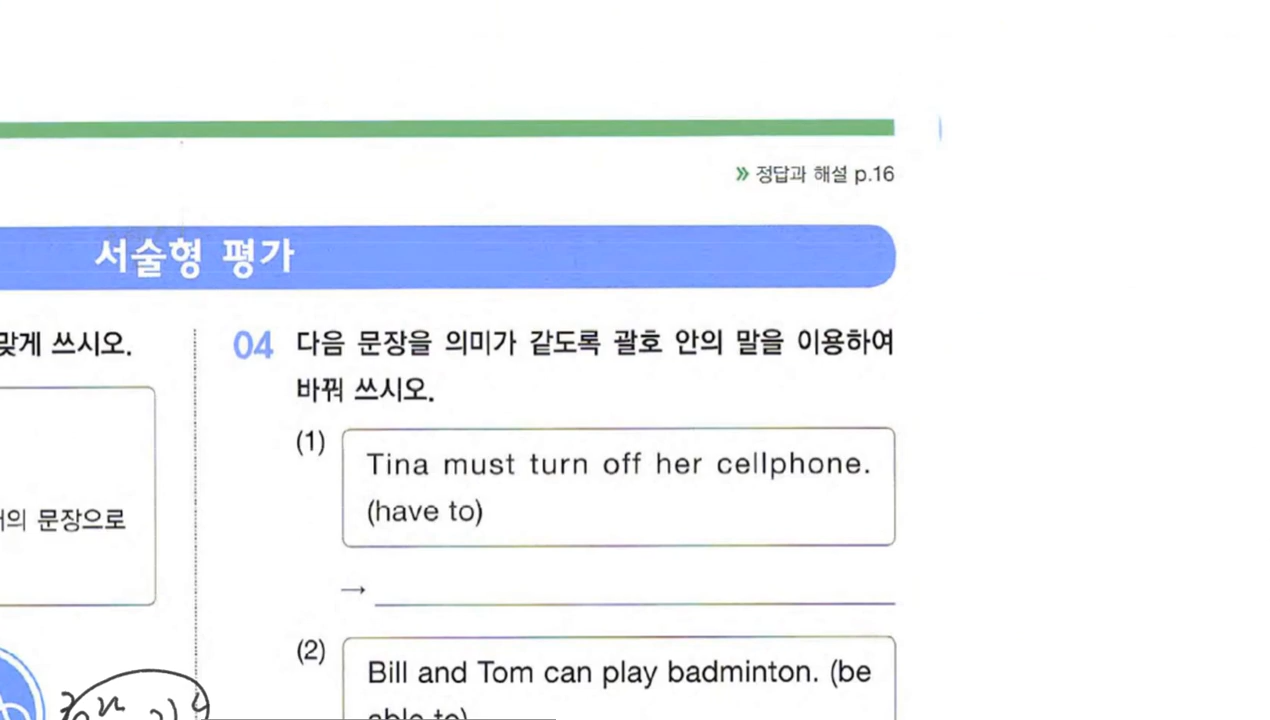 » 정답과 해설 p.16
서술형 평가
맞게 쓰시오.
의 문장으로
04 다음 문장을 의미가 같도록 괄호 안의 말을 이용하여
바꿔 쓰시오.
(1) Tina must turn off her cellphone.
(have to)
→
(2) Bill and Tom can play badminton. (be
able to)